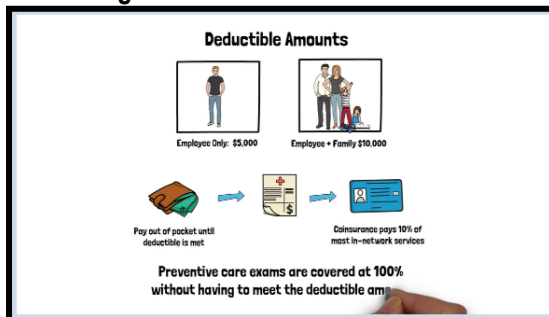 Deductible Amounts
Employee Only: $5,000
Employee + Family $10,000
$
Pay out of pocket until
deductible is met
Coinsurance pays 10% of
most in-network services
Preventive care exams are covered at 100%
without having to meet the deductible am